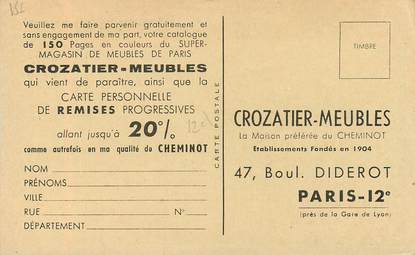 Veuillez me faire parvenir gratuitement et
sans engagement de ma part, votre catalogue
de 150 Pages en couleurs du SUPER-
MAGASIN DE MEUBLES DE PARIS
CROZATIER-MEUBLES
qui vient de paraître, ainsi que la
CARTE PERSONNELLE
DE REMISES PROGRESSIVES
allant jusqu'à 20%
comme autrefois en ma qualité du CHEMINOT
NOM
PRÉNOMS
VILLE
RUE N°
DÉPARTEMENT
CARTE POSTALE
TIMBRE
CROZATIER-MEUBLES
La Maison préférée du CHEMINOT
Etablissements Fondés en 1904
47, Boul. DIDEROT
PARIS-12e
(près de la Gare de Lyon)